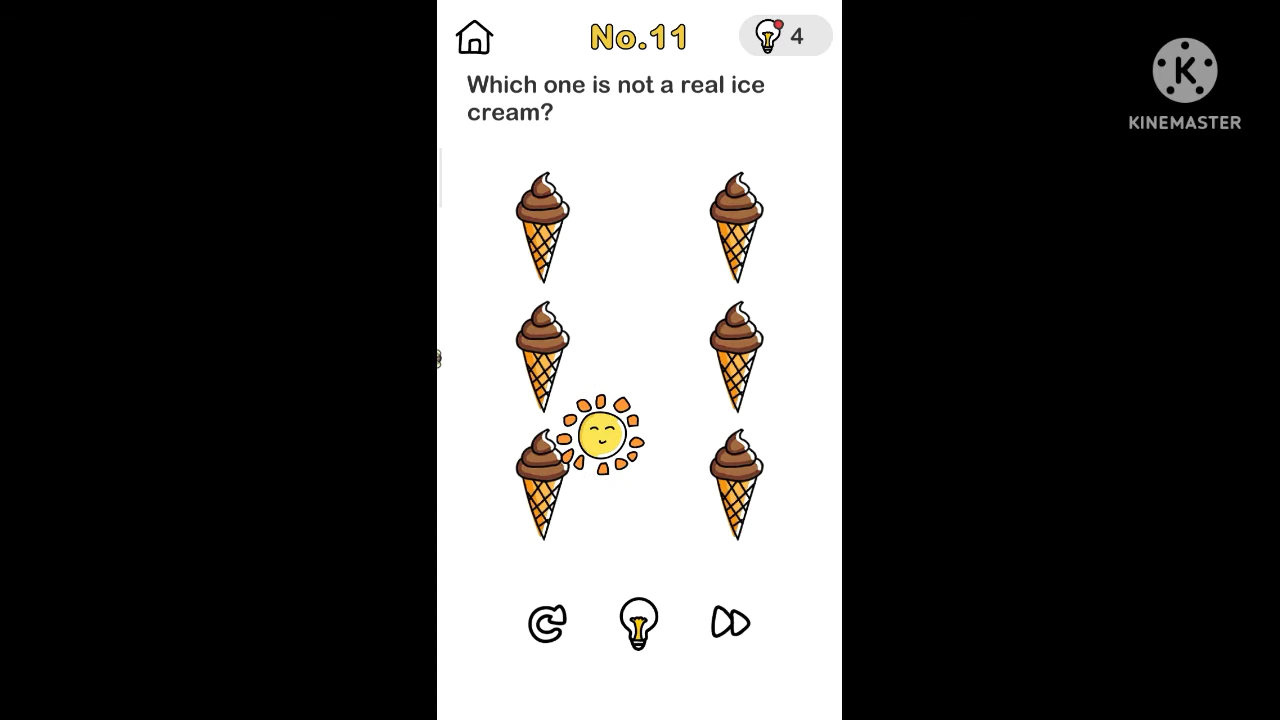 No.11
4
Which one is not a real ice
cream?
K
KINEMASTER